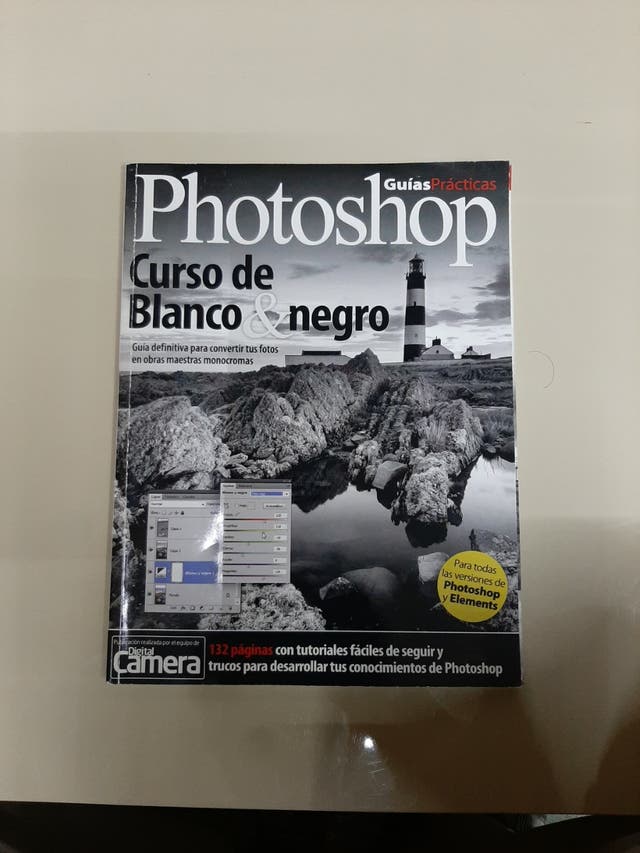 GuíasPrácticas
Photoshop
Curso de
Blanco & negro
Guía definitiva para convertir tus fotos
en obras maestras monocromas
Para todas
las versiones de
Photoshop
y Elements
Publicación realizada por el equipo de
Digital
Camera
132 páginas con tutoriales fáciles de seguir y
trucos para desarrollar tus conocimientos de Photoshop